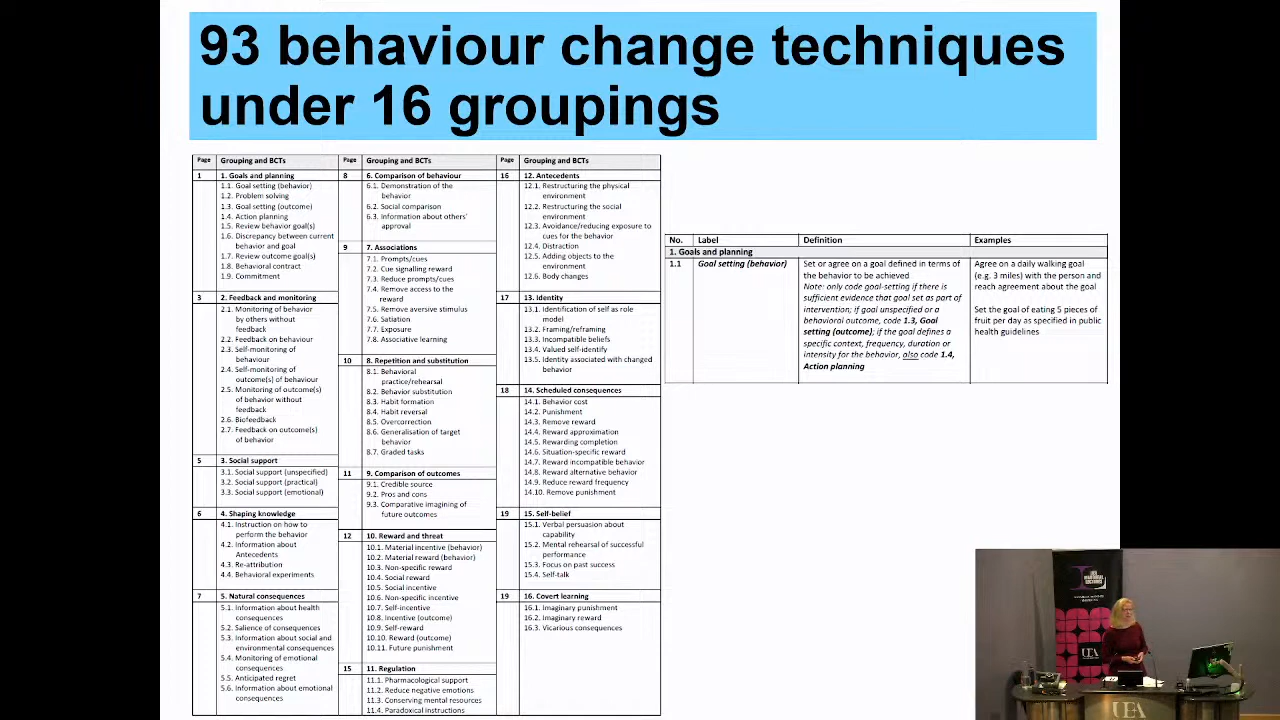 93 behaviour change techniques
under 16 groupings
Page Grouping and BCTs
1 1. Goals and planning
1.1. Goal setting (behavior)
1.2. Problem solving
1.3. Goal setting (outcome)
1.4. Action planning
1.5. Review behavior goal(s)
1.6. Discrepancy between current
behavior and goal
1.7. Review outcome goal(s)
1.8. Behavioral contract
1.9. Commitment
3 2. Feedback and monitoring
2.1. Monitoring of behavior
by others without
feedback
2.2. Feedback on behaviour
2.3. Self-monitoring of
behaviour
2.4. Self-monitoring of
outcome(s) of behaviour
2.5. Monitoring of outcome(s)
of behavior without
feedback
2.6. Biofeedback
2.7. Feedback on outcome(s)
of behavior
5 3. Social support
3.1. Social support (unspecified)
3.2. Social support (practical)
3.3. Social support (emotional)
6 4. Shaping knowledge
4.1. Instruction on how to
perform the behavior
4.2. Information about
Antecedents
4.3. Re-attribution
4.4. Behavioral experiments
7 5. Natural consequences
5.1. Information about health
consequences
5.2. Salience of consequences
5.3. Information about social and
environmental consequences
5.4. Monitoring of emotional
consequences
5.5. Anticipated regret
5.6. Information about emotional
consequences
Page Grouping and BCTs
8 6. Comparison of behaviour
6.1. Demonstration of the
behavior
6.2. Social comparison
6.3. Information about others'
approval
9 7. Associations
7.1. Prompts/cues
7.2. Cue signalling reward
7.3. Reduce prompts/cues
7.4. Remove access to the
reward
7.5. Remove aversive stimulus
7.6. Satiation
7.7. Exposure
7.8. Associative learning
10 8. Repetition and substitution
8.1. Behavioral
practice/rehearsal
8.2. Behavior substitution
8.3. Habit formation
8.4. Habit reversal
8.5. Overcorrection
8.6. Generalisation of target
behavior
8.7. Graded tasks
11 9. Comparison of outcomes
9.1. Credible source
9.2. Pros and cons
9.3. Comparative imagining of
future outcomes
12 10. Reward and threat
10.1. Material incentive (behavior)
10.2. Material reward (behavior)
10.3. Non-specific reward
10.4. Social reward
10.5. Social incentive
10.6. Non-specific incentive
10.7. Self-incentive
10.8. Incentive (outcome)
10.9. Self-reward
10.10. Reward (outcome)
10.11. Future punishment
15 11. Regulation
11.1. Pharmacological support
11.2. Reduce negative emotions
11.3. Conserving mental resources
11.4. Paradoxical instructions
Page Grouping and BCTs
16 12. Antecedents
12.1. Restructuring the physical
environment
12.2. Restructuring the social
environment
12.3. Avoidance/reducing exposure to
cues for the behavior
12.4. Distraction
12.5. Adding objects to the
environment
12.6. Body changes
17 13. Identity
13.1. Identification of self as role
model
13.2. Framing/reframing
13.3. Incompatible beliefs
13.4. Valued self-identify
13.5. Identity associated with changed
behavior
18 14. Scheduled consequences
14.1. Behavior cost
14.2. Punishment
14.3. Remove reward
14.4. Reward approximation
14.5. Rewarding completion
14.6. Situation-specific reward
14.7. Reward incompatible behavior
14.8. Reward alternative behavior
14.9. Reduce reward frequency
14.10. Remove punishment
19 15. Self-belief
15.1. Verbal persuasion about
capability
15.2. Mental rehearsal of successful
performance
15.3. Focus on past success
15.4. Self-talk
19 16. Covert learning
16.1. Imaginary punishment
16.2. Imaginary reward
16.3. Vicarious consequences
No. Label Definition Examples
1. Goals and planning
1.1 Goal setting (behavior)
Set or agree on a goal defined in terms of
the behavior to be achieved
Note: only code goal-setting if there is
sufficient evidence that goal set as part of
intervention; if goal unspecified or a
behavioral outcome, code 1.3, Goal
setting (outcome); if the goal defines a
specific context, frequency, duration or
intensity for the behavior, also code 1.4,
Action planning
Agree on a daily walking goal
(e.g. 3 miles) with the person and
reach agreement about the goal
Set the goal of eating 5 pieces of
fruit per day as specified in public
health guidelines
UEA
UEA